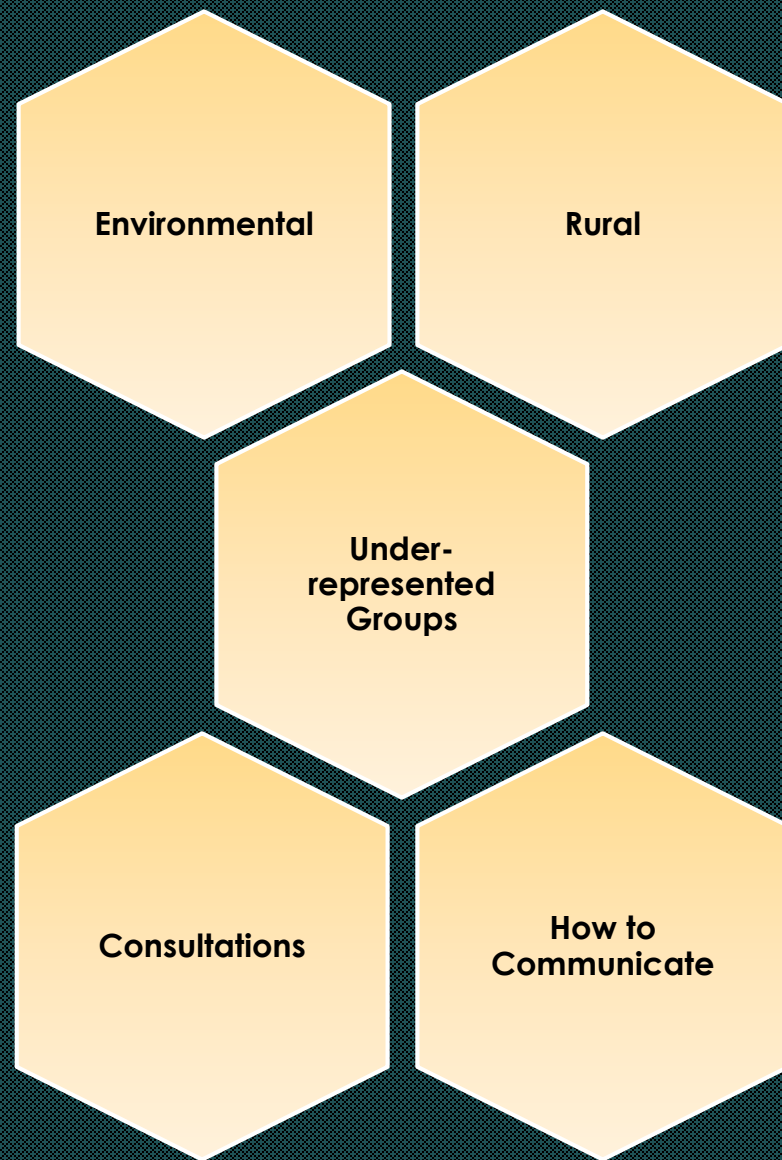 Environmental
Rural
Under-
represented
Groups
Consultations
How to
Communicate